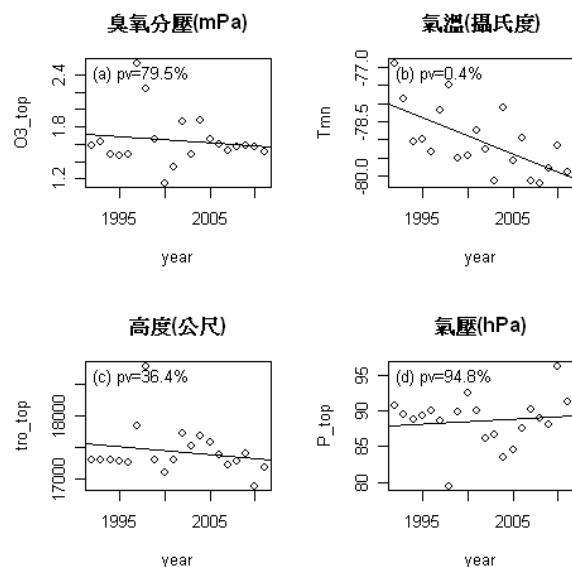 臭氧分壓(mPa)
(a) pv=79.5%
O3_top
1.2
1.8
2.4
1995
2005
year
氣溫(攝氏度)
(b) pv=0.4%
Tmn
-80.0
-78.5
-77.0
1995
2005
year
高度(公尺)
(c) pv=36.4%
tro_top
17000
18000
1995
2005
year
氣壓(hPa)
(d) pv=94.8%
P_top
80
85
90
95
1995
2005
year